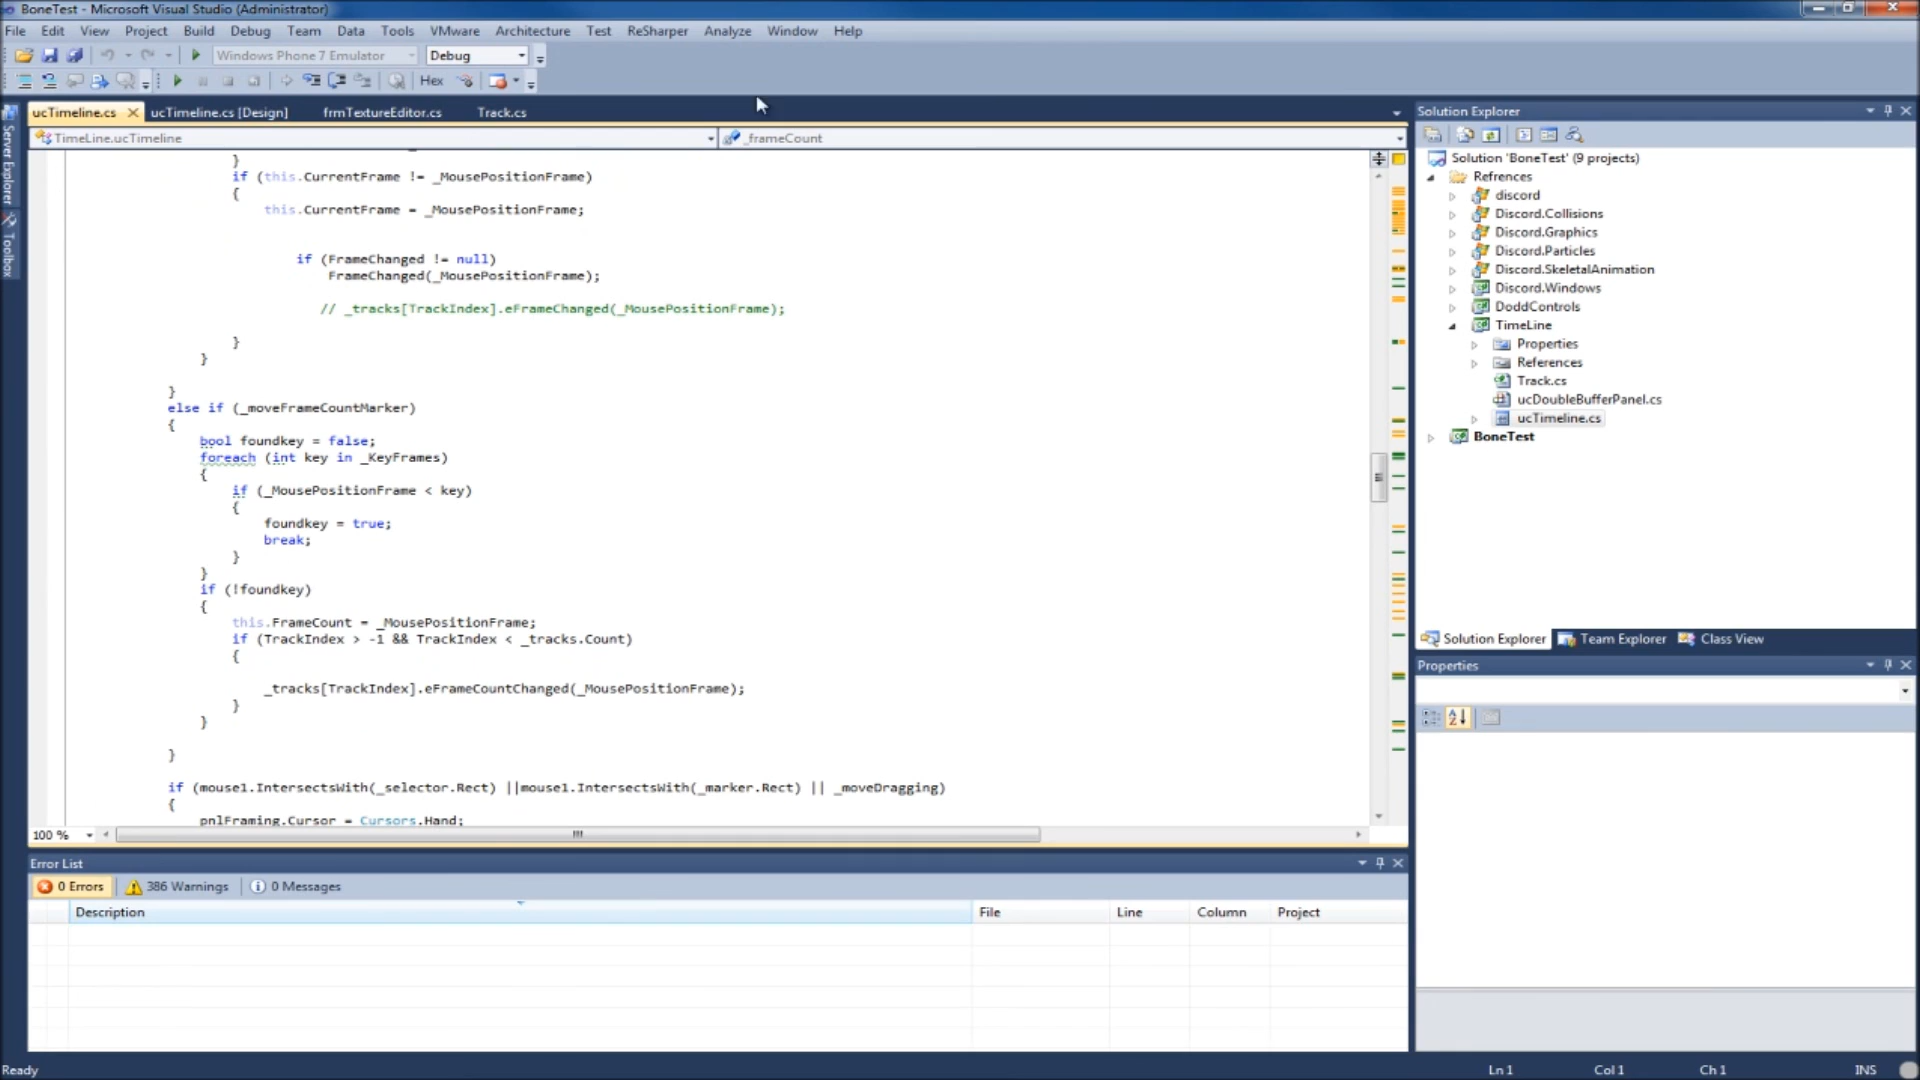 BoneTest - Microsoft Visual Studio (Administrator)
File Edit View Project Build Debug Team Data Tools VMware Architecture Test ReSharper Analyze Window Help
Windows Phone 7 Emulator Debug
Hex
ucTimeline.cs ucTimeline.cs [Design] frmTextureEditor.cs Track.cs
TimeLine.ucTimeline _frameCount
}
if (this.CurrentFrame != _MousePositionFrame)
{
this.CurrentFrame = _MousePositionFrame;
if (FrameChanged != null)
FrameChanged(_MousePositionFrame);
// _tracks[TrackIndex].eFrameChanged(_MousePositionFrame);
}
}
}
else if (_moveFrameCountMarker)
{
bool foundkey = false;
foreach (int key in _KeyFrames)
{
if (_MousePositionFrame < key)
{
foundkey = true;
break;
}
}
if (!foundkey)
{
this.FrameCount = _MousePositionFrame;
if (TrackIndex > -1 && TrackIndex < _tracks.Count)
{
_tracks[TrackIndex].eFrameCountChanged(_MousePositionFrame);
}
}
}
if (mouse1.IntersectsWith(_selector.Rect) ||mouse1.IntersectsWith(_marker.Rect) || _moveDragging)
{
pnlFraming.Cursor = Cursors.Hand;
100 %
Server Explorer
Toolbox
Error List
0 Errors 386 Warnings 0 Messages
Description File Line Column Project
Solution Explorer
Solution 'BoneTest' (9 projects)
Refrences
discord
Discord.Collisions
Discord.Graphics
Discord.Particles
Discord.SkeletalAnimation
Discord.Windows
DoddControls
TimeLine
Properties
References
Track.cs
ucDoubleBufferPanel.cs
ucTimeline.cs
BoneTest
Solution Explorer Team Explorer Class View
Properties
Ready Ln 1 Col 1 Ch 1 INS